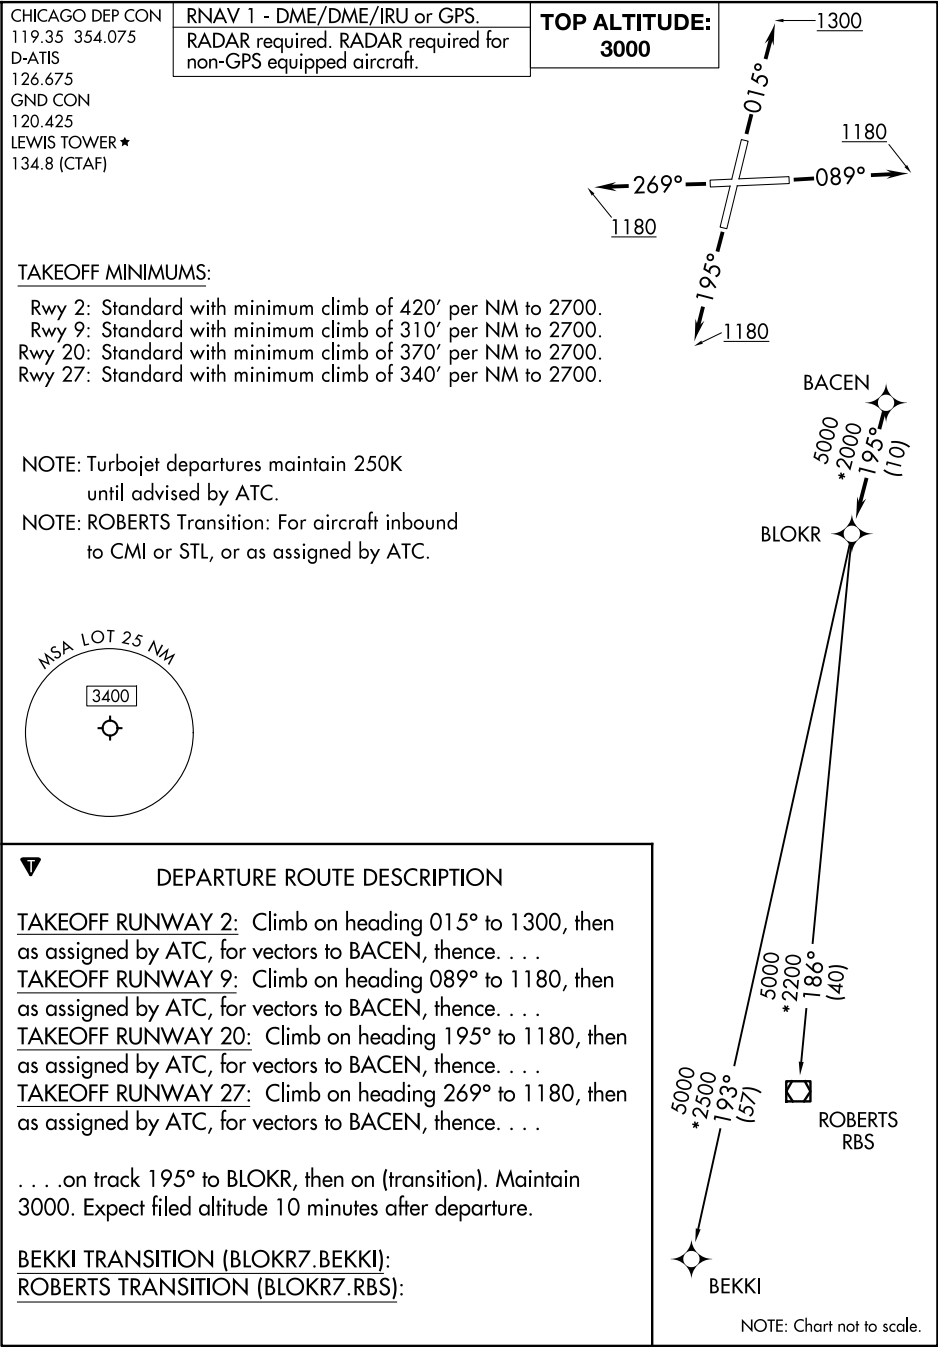 CHICAGO DEP CON
119.35 354.075
D-ATIS
126.675
GND CON
120.425
LEWIS TOWER ★
134.8 (CTAF)
RNAV 1 - DME/DME/IRU or GPS.
RADAR required. RADAR required for
non-GPS equipped aircraft.
TOP ALTITUDE:
3000
1300
015°
1180
269°
089°
1180
195°
1180
TAKEOFF MINIMUMS:
Rwy 2: Standard with minimum climb of 420' per NM to 2700.
Rwy 9: Standard with minimum climb of 310' per NM to 2700.
Rwy 20: Standard with minimum climb of 370' per NM to 2700.
Rwy 27: Standard with minimum climb of 340' per NM to 2700.
BACEN
5000
*2000
195°
(10)
NOTE: Turbojet departures maintain 250K
until advised by ATC.
NOTE: ROBERTS Transition: For aircraft inbound
to CMI or STL, or as assigned by ATC.
BLOKR
MSA LOT 25 NM
3400
5000
*2200
186°
(40)
5000
*2500
193°
(57)
ROBERTS
RBS
BEKKI
T
DEPARTURE ROUTE DESCRIPTION
TAKEOFF RUNWAY 2: Climb on heading 015° to 1300, then
as assigned by ATC, for vectors to BACEN, thence. . . .
TAKEOFF RUNWAY 9: Climb on heading 089° to 1180, then
as assigned by ATC, for vectors to BACEN, thence. . . .
TAKEOFF RUNWAY 20: Climb on heading 195° to 1180, then
as assigned by ATC, for vectors to BACEN, thence. . . .
TAKEOFF RUNWAY 27: Climb on heading 269° to 1180, then
as assigned by ATC, for vectors to BACEN, thence. . . .
. . . .on track 195° to BLOKR, then on (transition). Maintain
3000. Expect filed altitude 10 minutes after departure.
BEKKI TRANSITION (BLOKR7.BEKKI):
ROBERTS TRANSITION (BLOKR7.RBS):
NOTE: Chart not to scale.